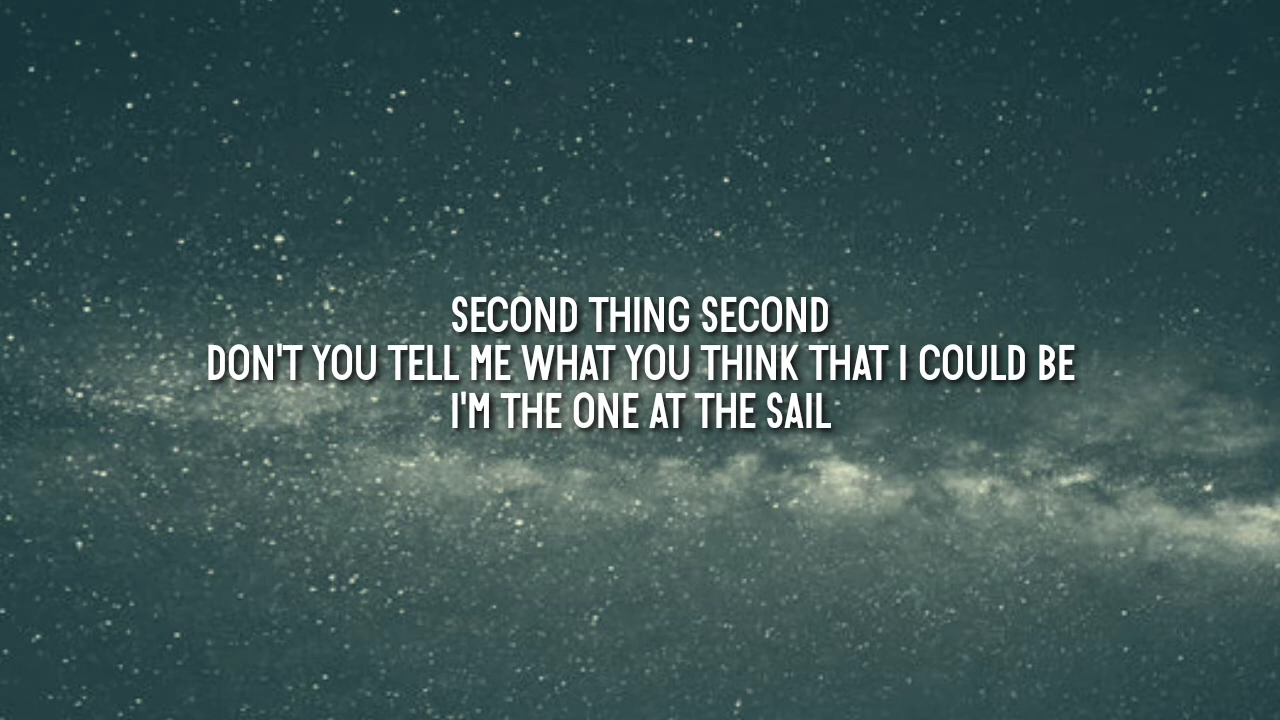 SECOND THING SECOND
DON'T YOU TELL ME WHAT YOU THINK THAT I COULD BE
I'M THE ONE AT THE SAIL